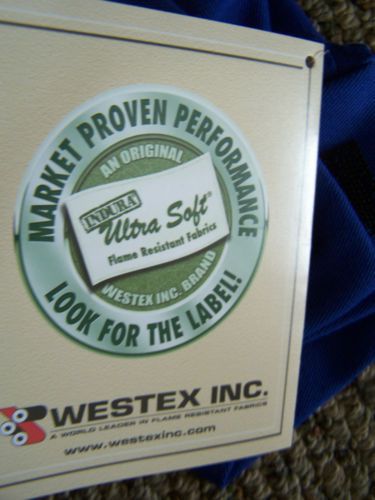 MARKET PROVEN PERFORMANCE
AN ORIGINAL
INDURA
Ultra Soft®
Flame Resistant Fabrics
WESTEX INC. BRAND
LOOK FOR THE LABEL!
WESTEX INC.
A WORLD LEADER IN FLAME RESISTANT FABRICS
www.westexinc.com